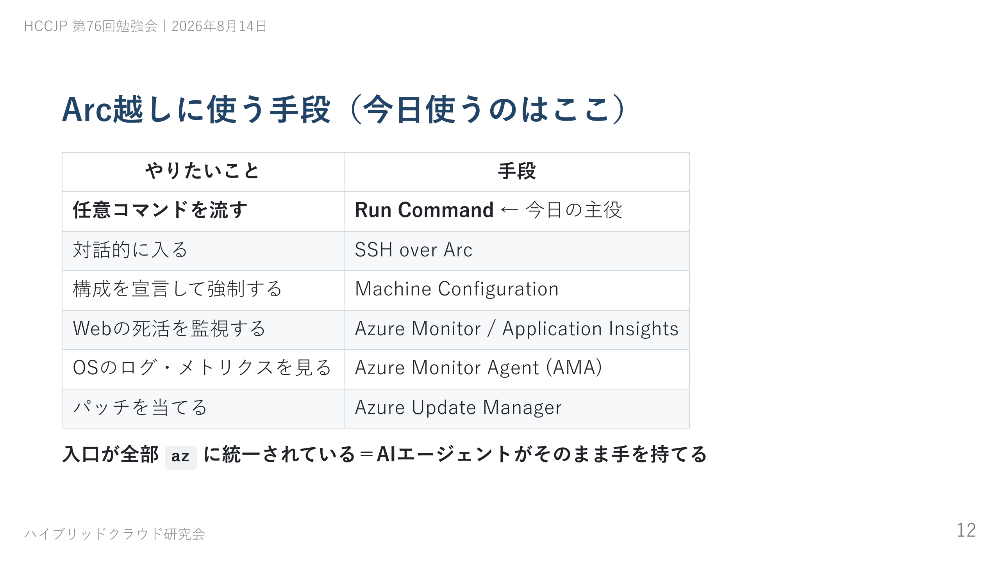 HCCJP 第76回勉強会 | 2026年8月14日
Arc越しに使う手段（今日使うのはここ）
やりたいこと 手段
任意コマンドを流す Run Command ← 今日の主役
対話的に入る SSH over Arc
構成を宣言して強制する Machine Configuration
Webの死活を監視する Azure Monitor / Application Insights
OSのログ・メトリクスを見る Azure Monitor Agent (AMA)
パッチを当てる Azure Update Manager
入口が全部 az に統一されている＝AIエージェントがそのまま手を持てる
ハイブリッドクラウド研究会 12